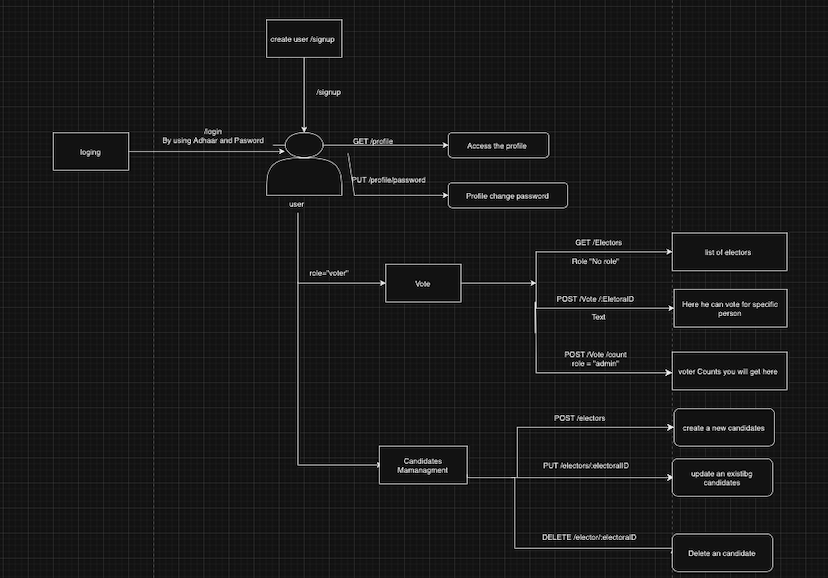 create user /signup
/signup
/login
By using Adhaar and Pasword
loging
GET /profile
Access the profile
PUT /profile/password
Profile change password
user
GET /Electors
Role "No role"
list of electors
role="voter"
Vote
POST /Vote /:EletoralD
Text
Here he can vote for specific
person
POST /Vote /count
role = "admin"
voter Counts you will get here
POST /electors
create a new candidates
Candidates
Mamanagment
PUT /electors/:electoralID
update an existibg
candidates
DELETE /elector/:electoralID
Delete an candidate